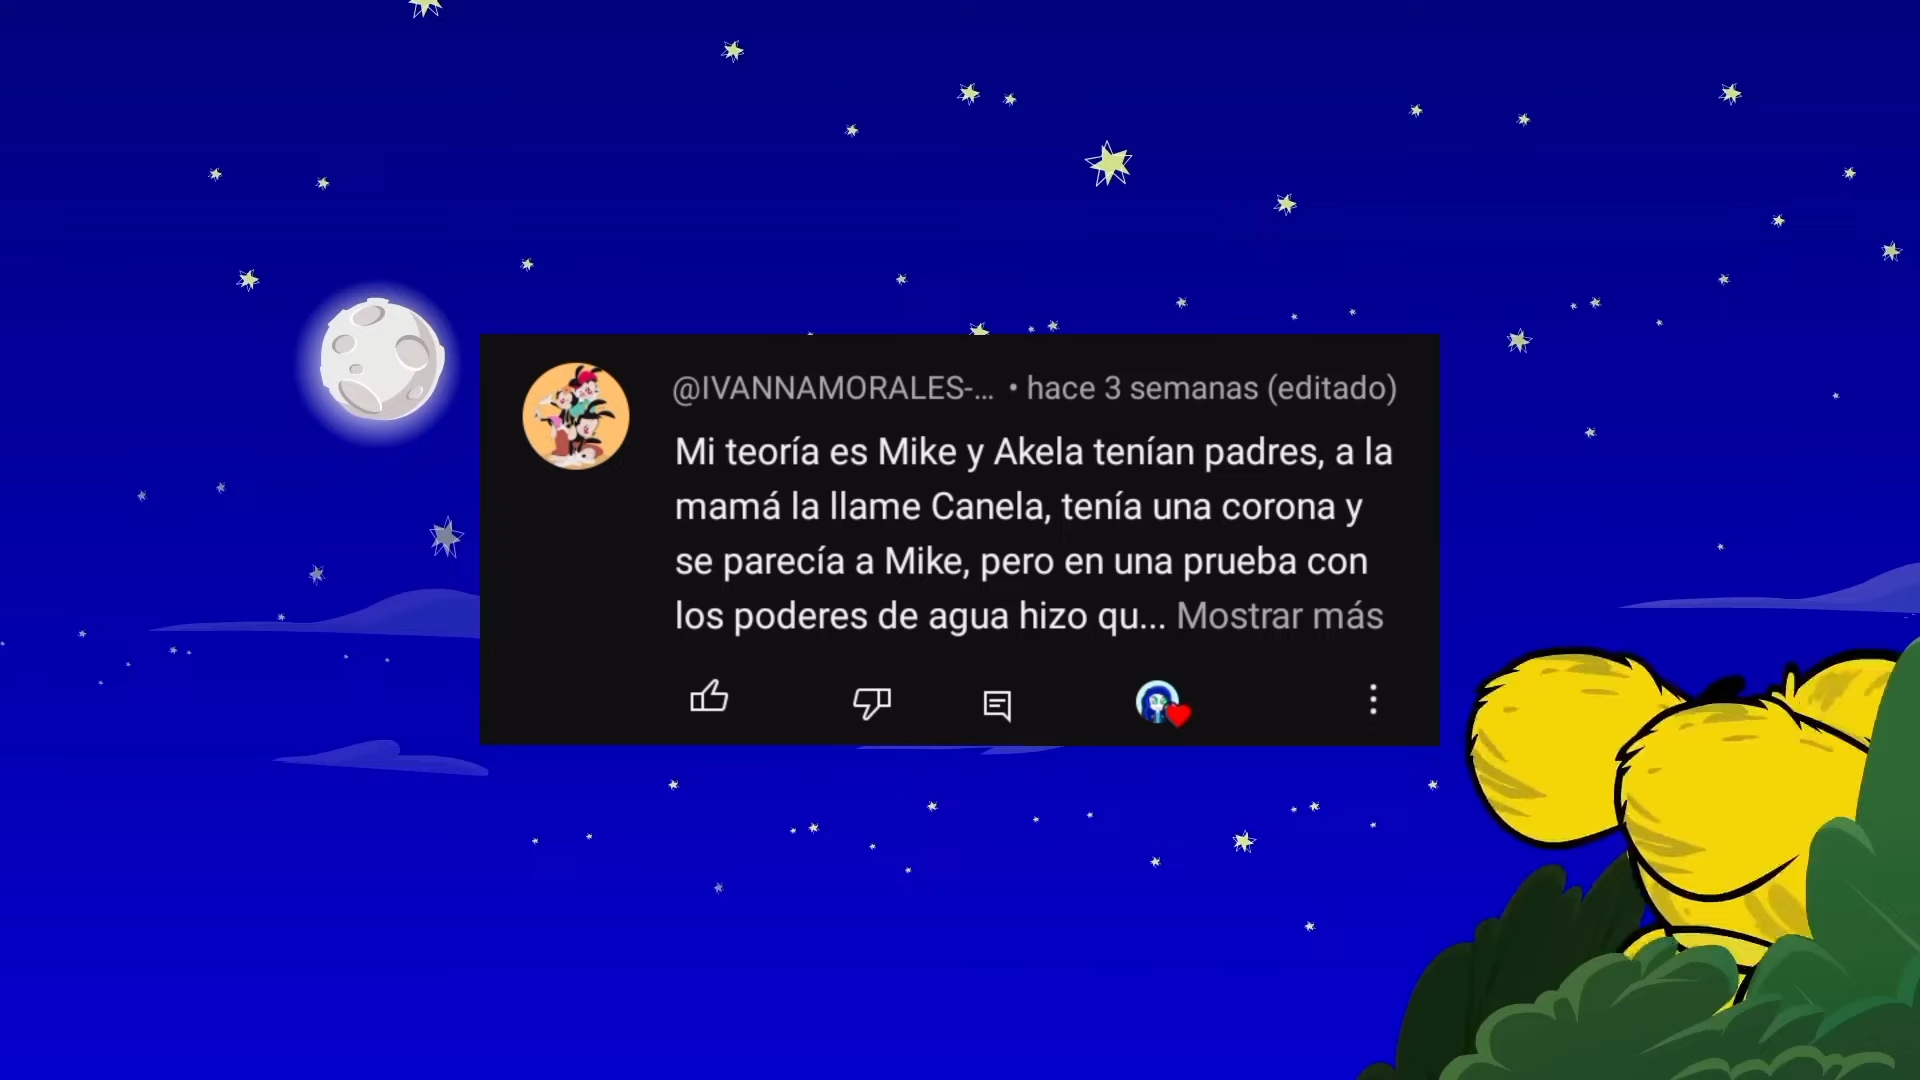 @IVANNAMORALES-... • hace 3 semanas (editado)
Mi teoría es Mike y Akela tenían padres, a la
mamá la llame Canela, tenía una corona y
se parecía a Mike, pero en una prueba con
los poderes de agua hizo qu... Mostrar más